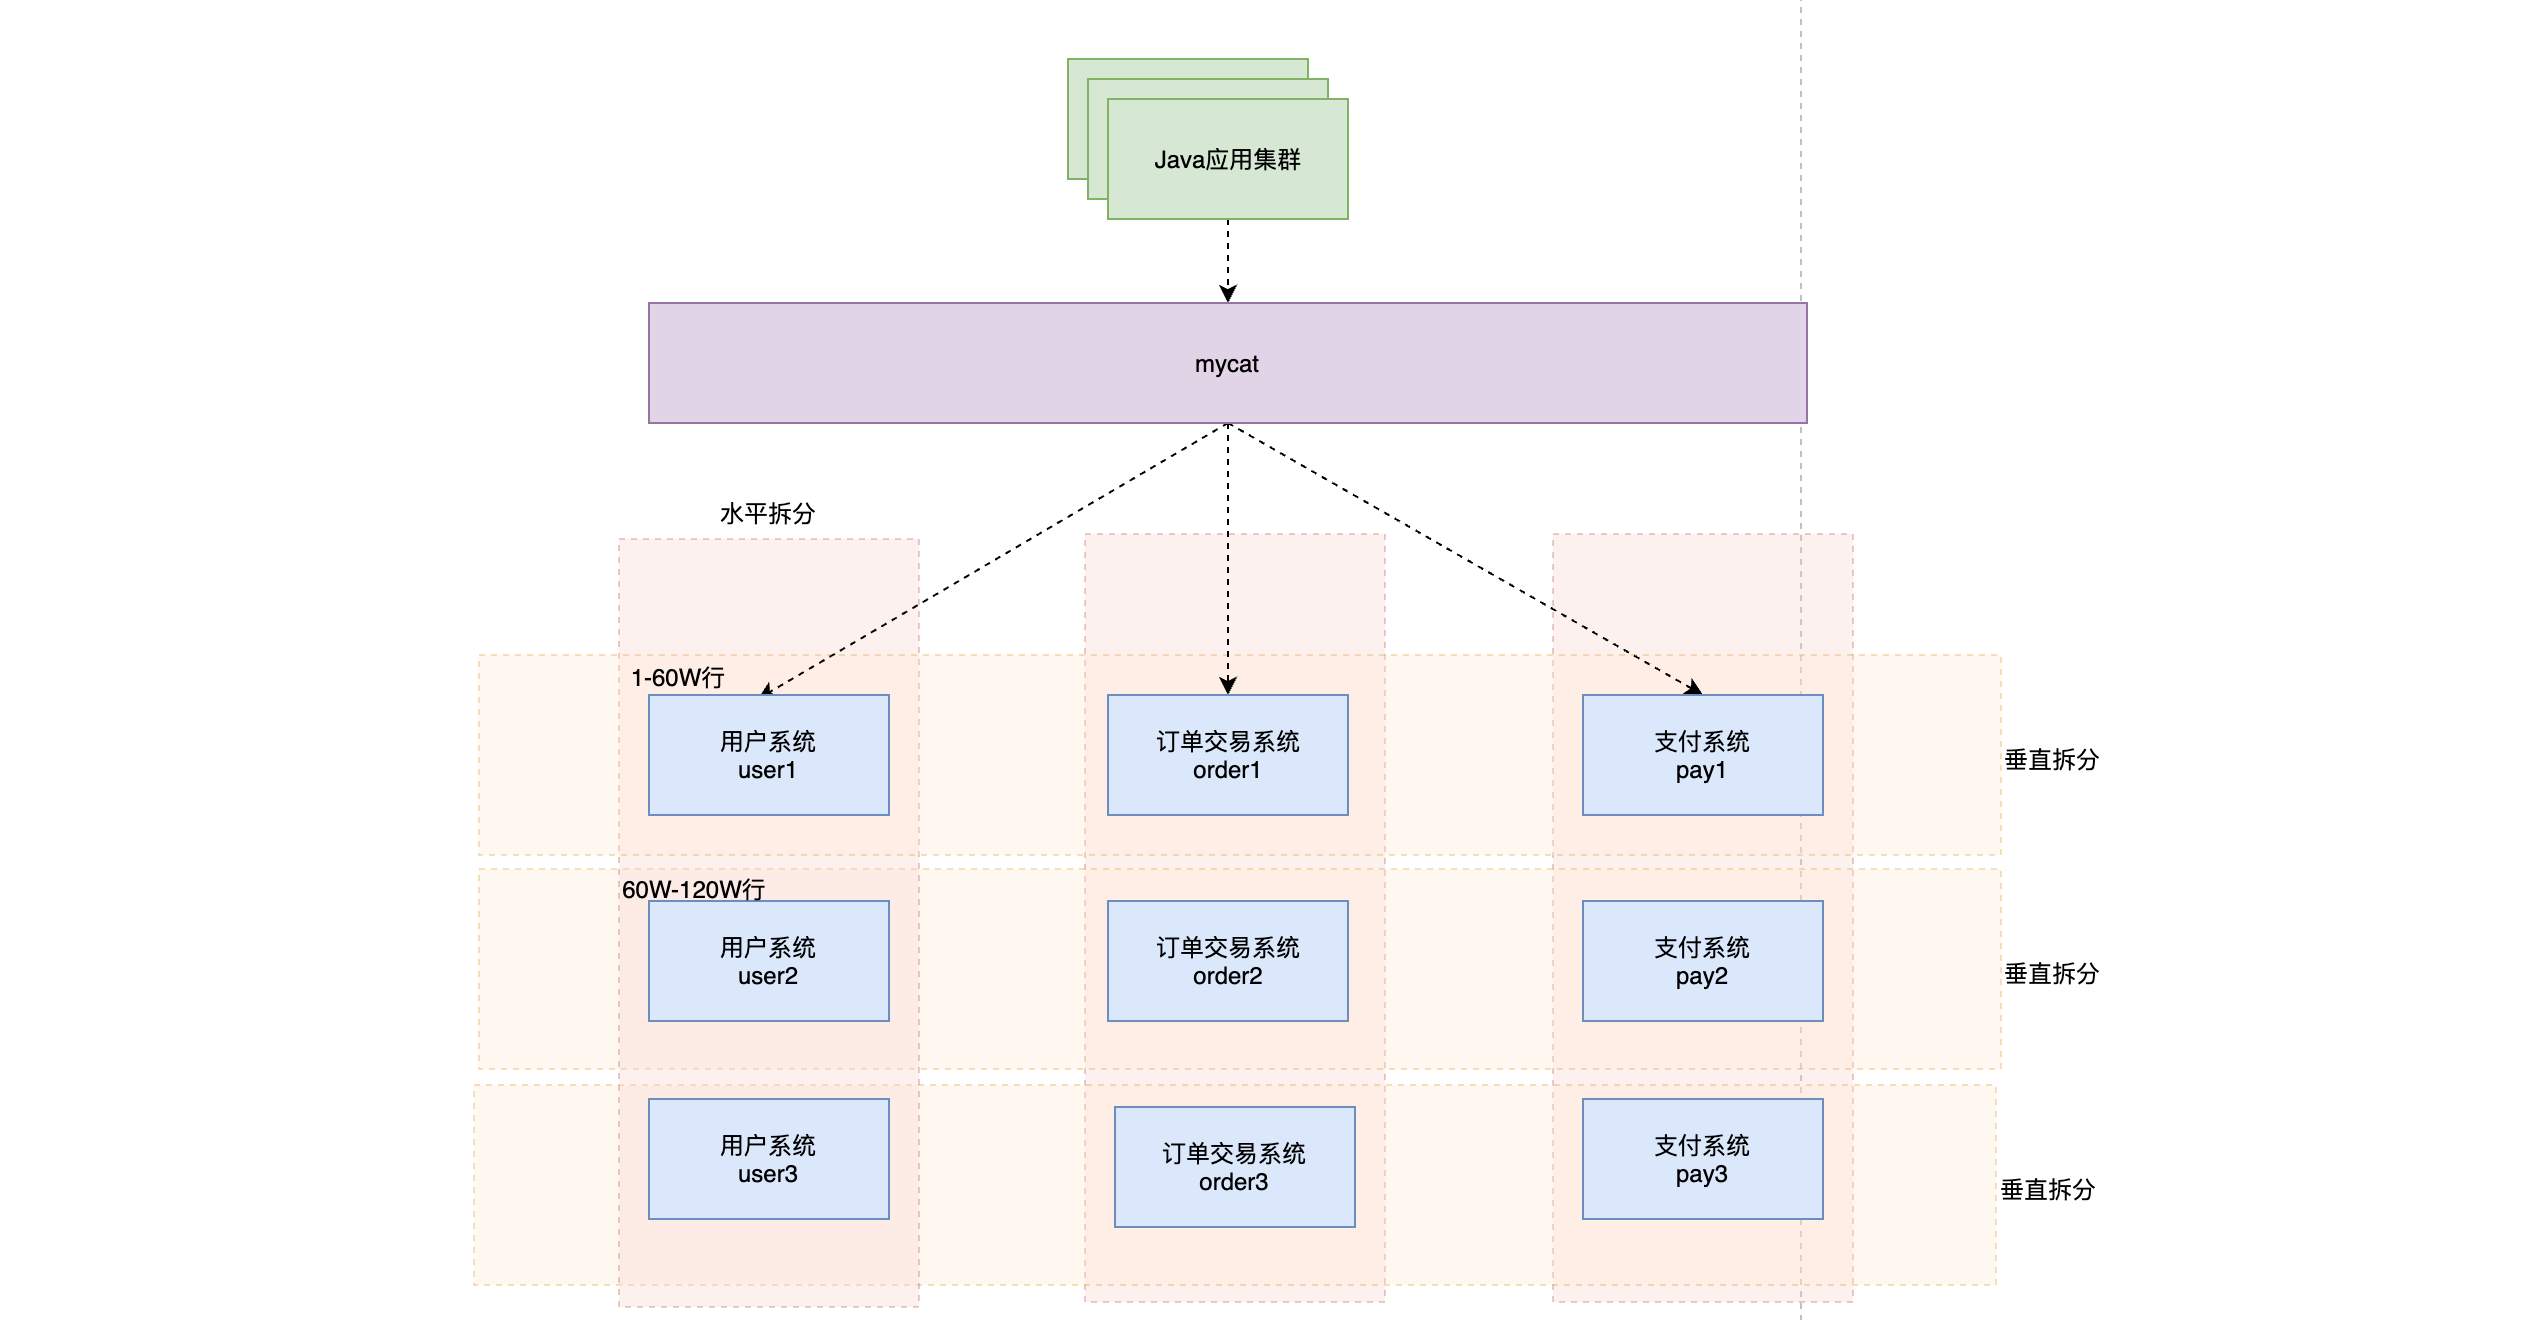 Java应用集群
mycat
水平拆分
1-60W行
用户系统
user1
订单交易系统
order1
支付系统
pay1
垂直拆分
60W-120W行
用户系统
user2
订单交易系统
order2
支付系统
pay2
垂直拆分
用户系统
user3
订单交易系统
order3
支付系统
pay3
垂直拆分